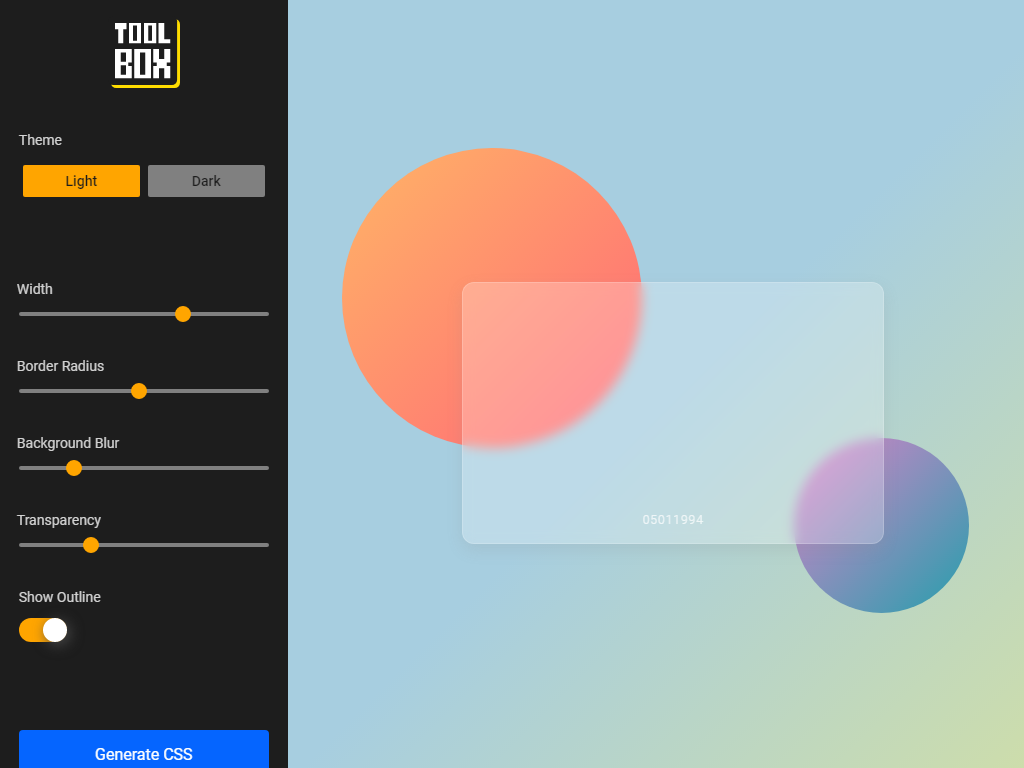 TOOL
BOX
Theme
Light
Dark
Width
Border Radius
Background Blur
Transparency
Show Outline
Generate CSS
05011994